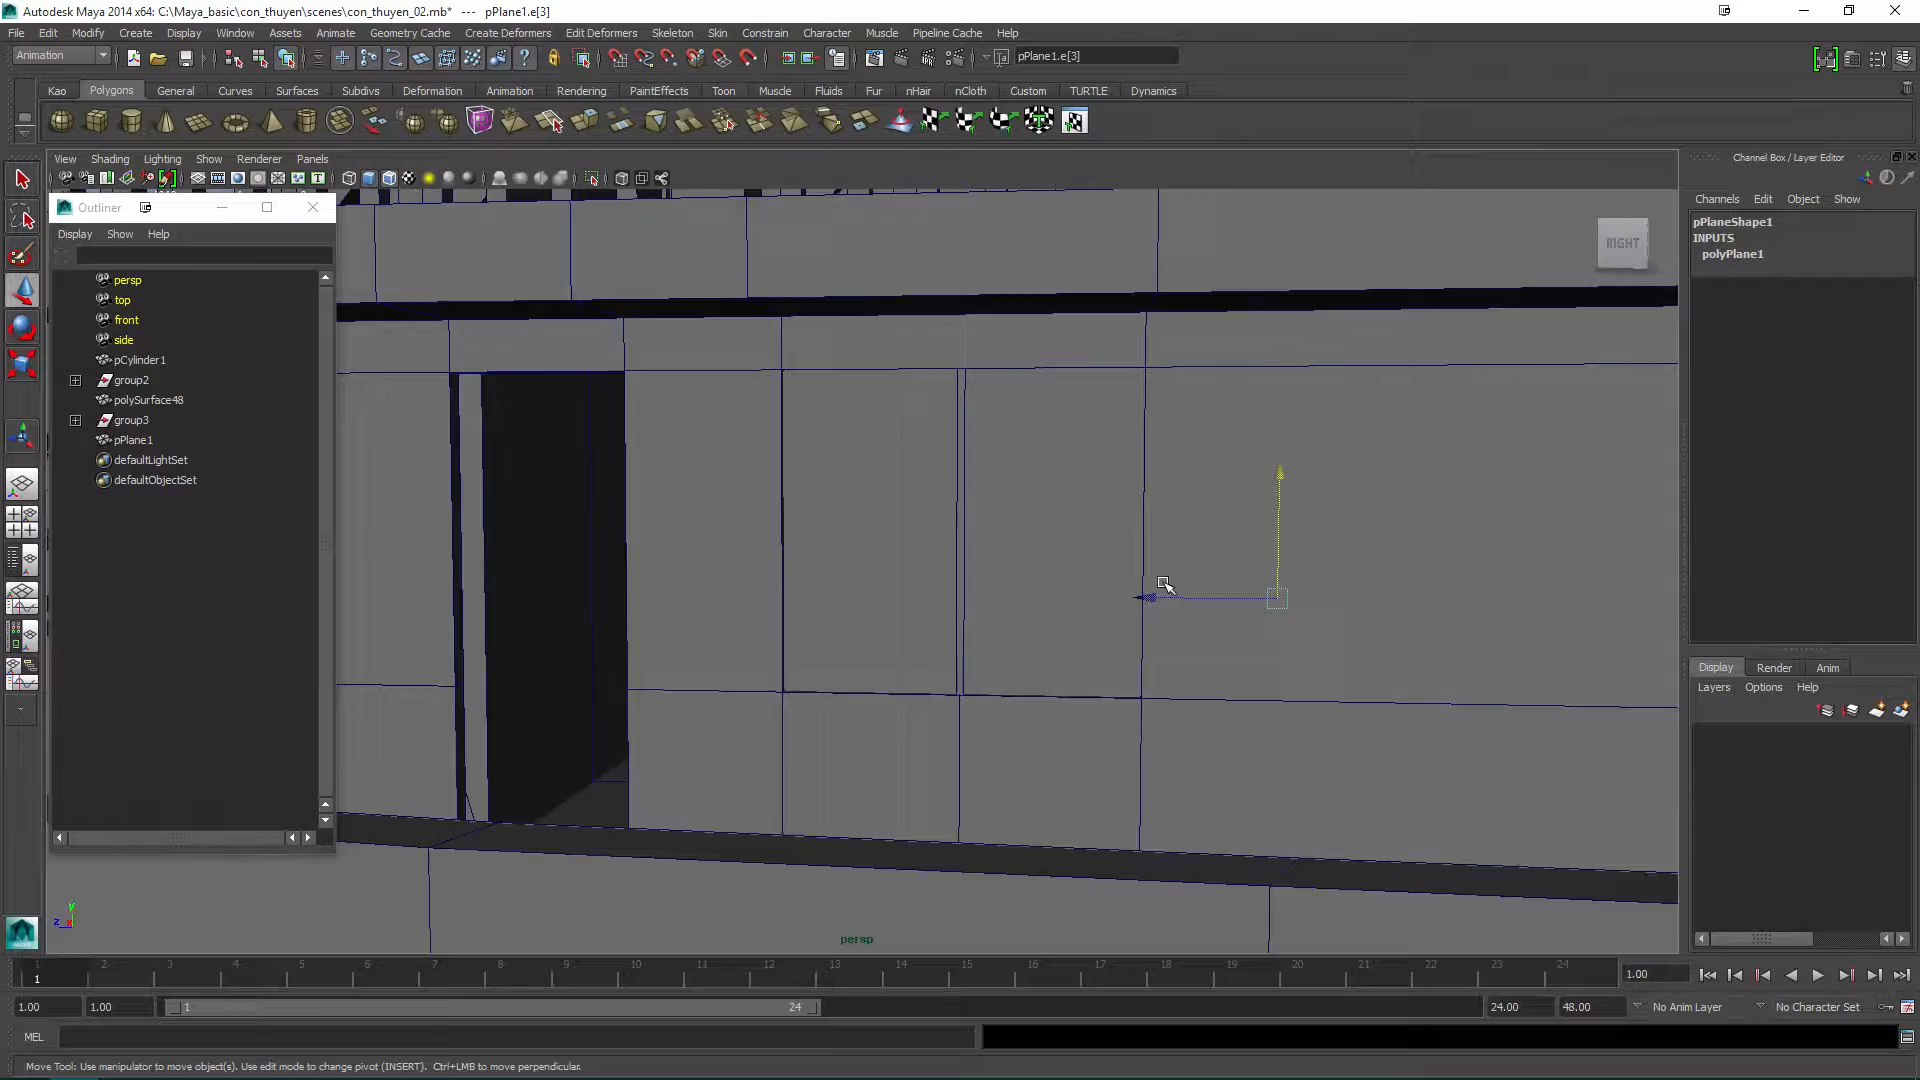 Autodesk Maya 2014 x64: C:\Maya_basic\con_thuyen\scenes\con_thuyen_02.mb* --- pPlane1.e[3]
File Edit Modify Create Display Window Assets Animate Geometry Cache Create Deformers Edit Deformers Skeleton Skin Constrain Character Muscle Pipeline Cache Help
Animation
pPlane1.e[3]
Kao Polygons General Curves Surfaces Subdivs Deformation Animation Rendering PaintEffects Toon Muscle Fluids Fur nHair nCloth Custom TURTLE Dynamics
View Shading Lighting Show Renderer Panels
Channel Box / Layer Editor
Outliner
Display Show Help
persp
top
front
side
pCylinder1
group2
polySurface48
group3
pPlane1
defaultLightSet
defaultObjectSet
RIGHT
Channels Edit Object Show
pPlaneShape1
INPUTS
polyPlane1
Display Render Anim
Layers Options Help
y
z x
persp
1 2 3 4 5 6 7 8 9 10 11 12 13 14 15 16 17 18 19 20 21 22 23 24
1
1.00
1.00 1.00 1 24 24.00 48.00 No Anim Layer No Character Set
MEL
Move Tool: Use manipulator to move object(s). Use edit mode to change pivot (INSERT). Ctrl+LMB to move perpendicular.